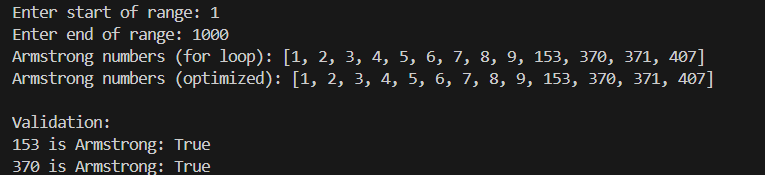 Enter start of range: 1
Enter end of range: 1000
Armstrong numbers (for loop): [1, 2, 3, 4, 5, 6, 7, 8, 9, 153, 370, 371, 407]
Armstrong numbers (optimized): [1, 2, 3, 4, 5, 6, 7, 8, 9, 153, 370, 371, 407]
Validation:
153 is Armstrong: True
370 is Armstrong: True